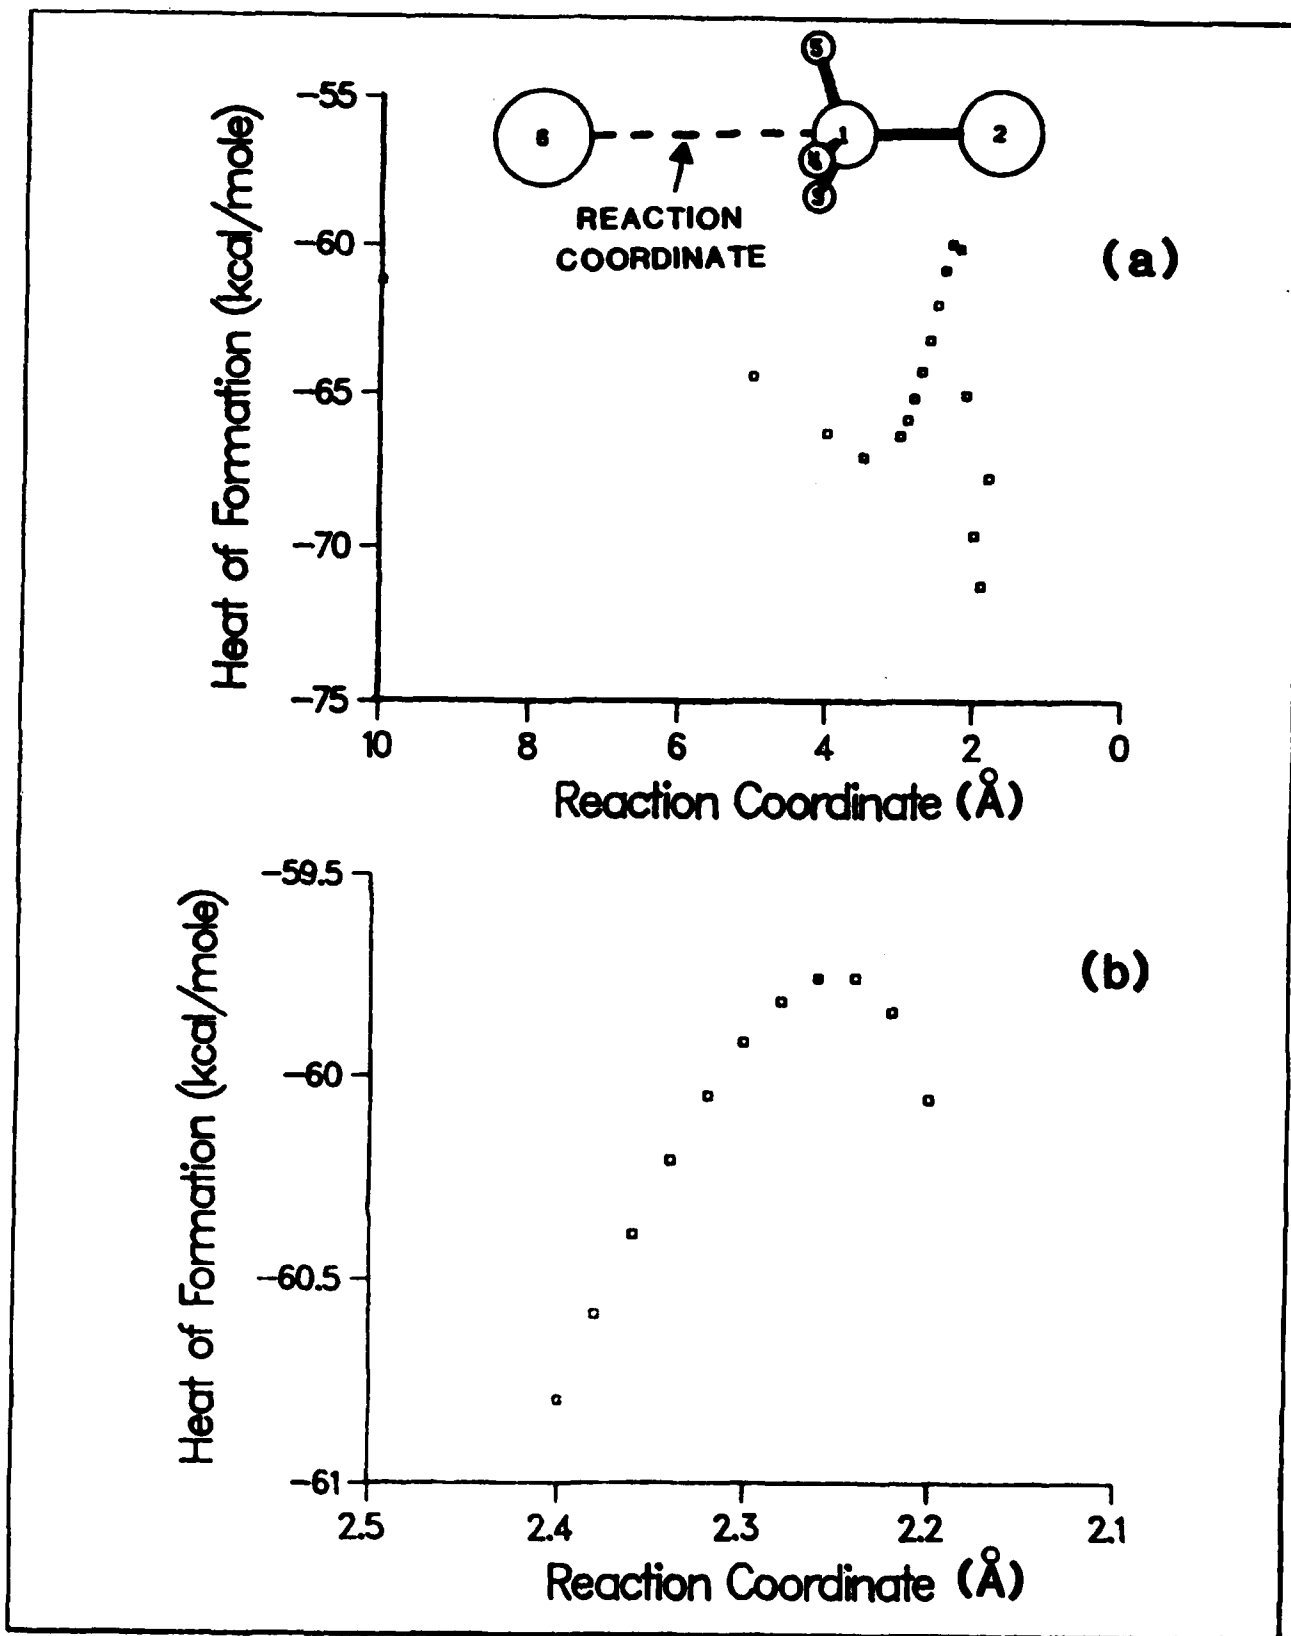 5
-55
6
1
2
4
3
REACTION
COORDINATE
-60
(a)
-65
-70
-75
10 8 6 4 2 0
Reaction Coordinate (Å)
Heat of Formation (kcal/mole)
-59.5
(b)
-60
-60.5
-61
2.5 2.4 2.3 2.2 2.1
Reaction Coordinate (Å)
Heat of Formation (kcal/mole)